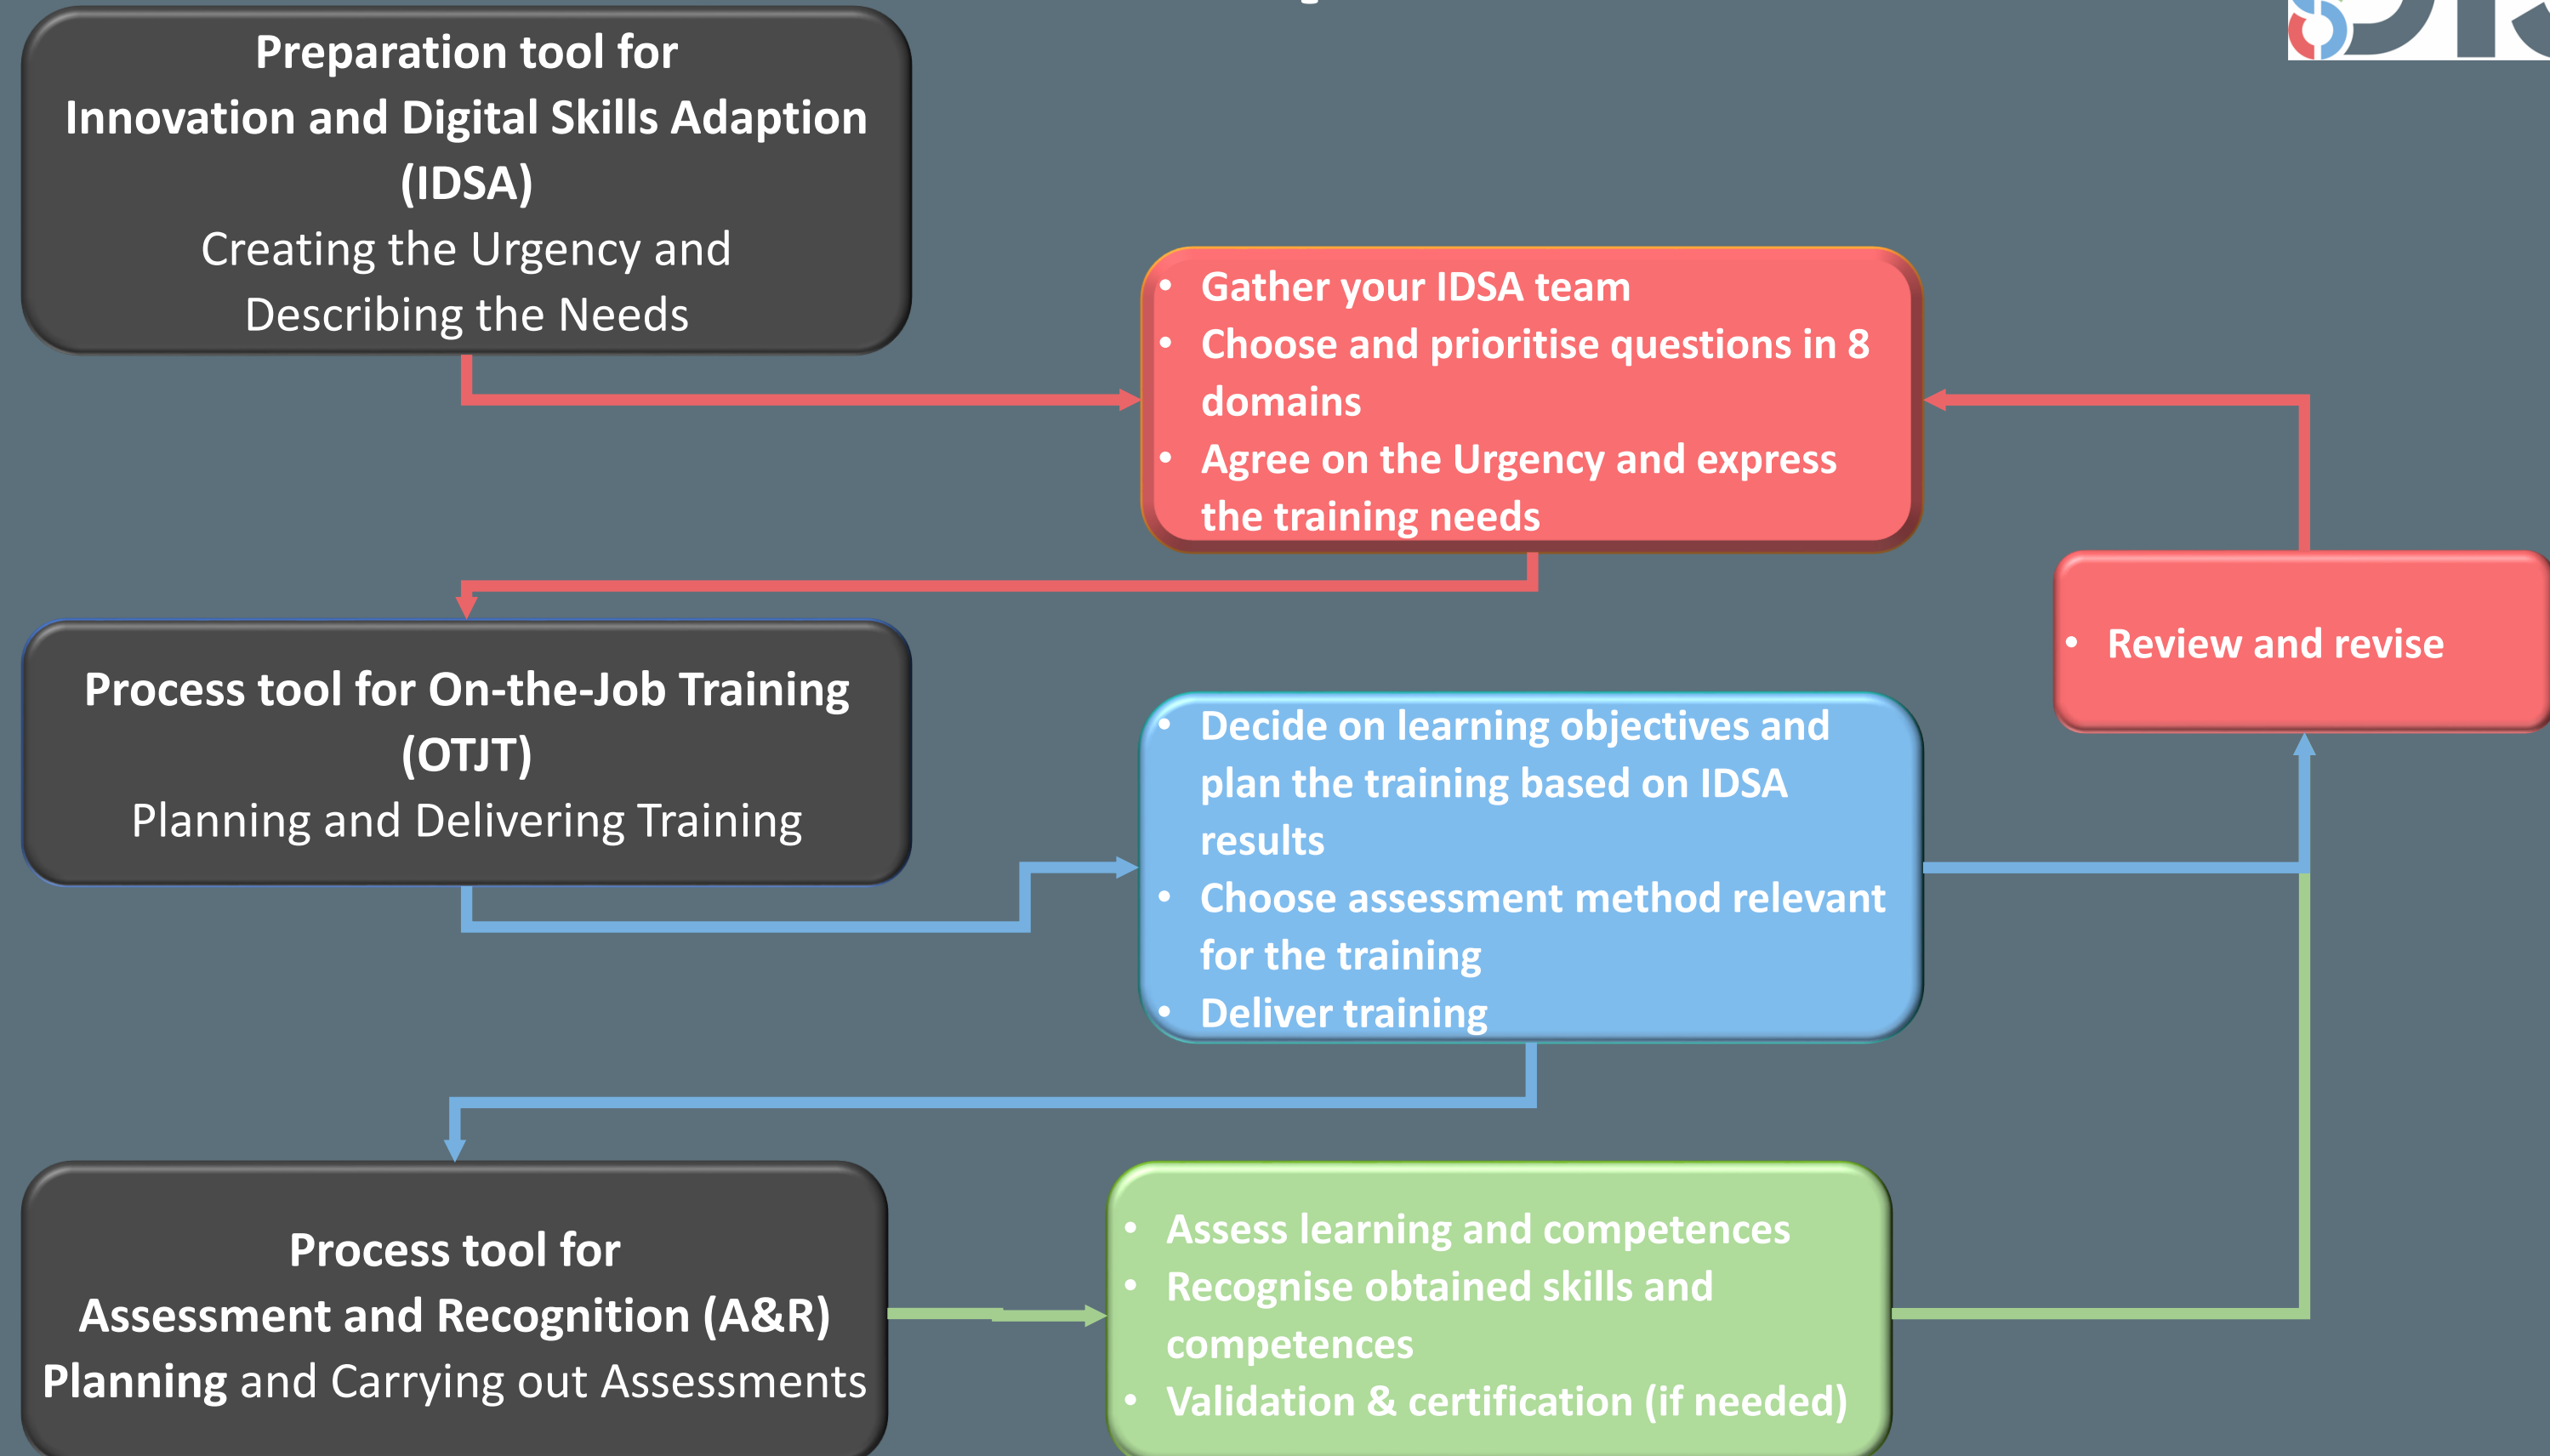 Preparation tool for
Innovation and Digital Skills Adaption
(IDSA)
Creating the Urgency and
Describing the Needs
• Gather your IDSA team
• Choose and prioritise questions in 8
domains
• Agree on the Urgency and express
the training needs
• Review and revise
Process tool for On-the-Job Training
(OTJT)
Planning and Delivering Training
• Decide on learning objectives and
plan the training based on IDSA
results
• Choose assessment method relevant
for the training
• Deliver training
Process tool for
Assessment and Recognition (A&R)
Planning and Carrying out Assessments
• Assess learning and competences
• Recognise obtained skills and
competences
• Validation & certification (if needed)